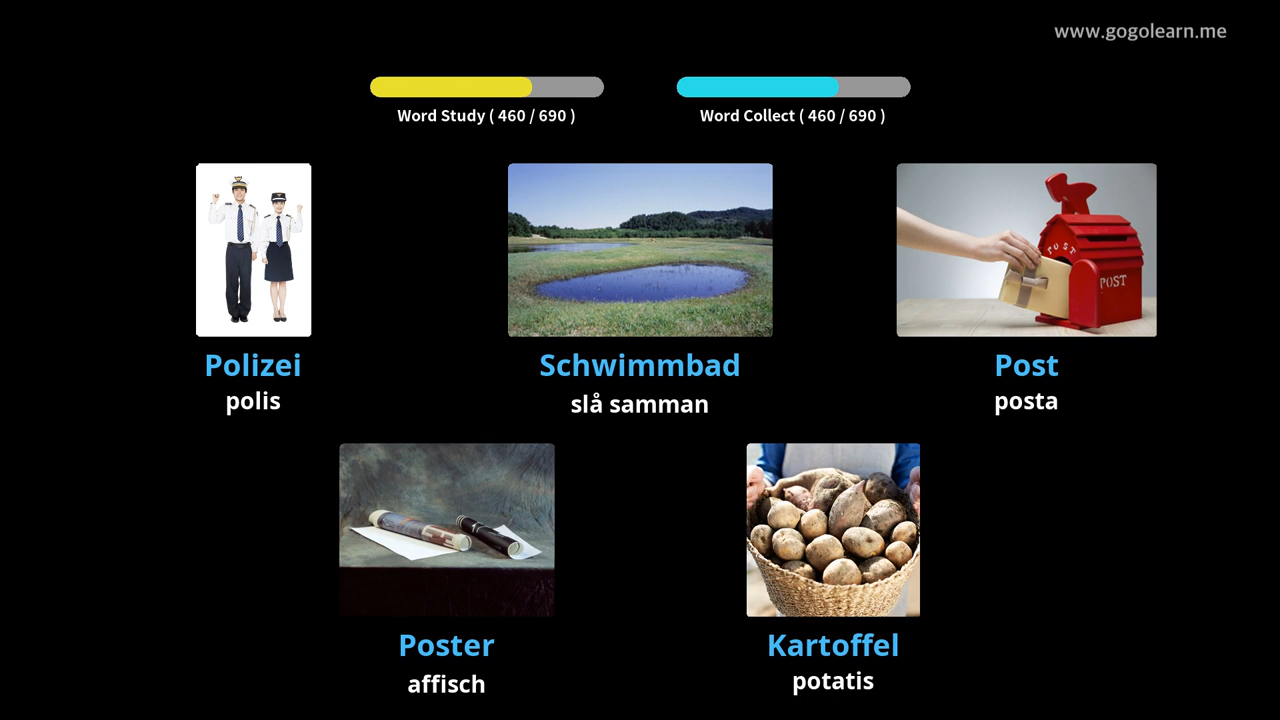 www.gogolearn.me
Word Study ( 460 / 690 )
Word Collect ( 460 / 690 )
POST
POST
Polizei
polis
Schwimmbad
slå samman
Post
posta
Poster
affisch
Kartoffel
potatis